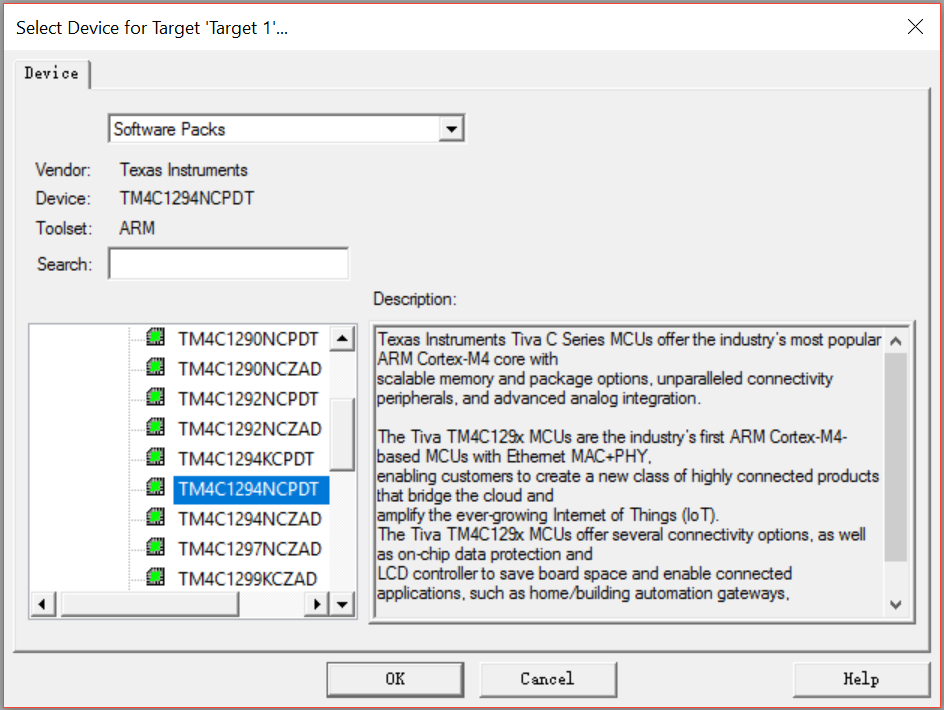 Select Device for Target 'Target 1'...
Device
Software Packs
Vendor: Texas Instruments
Device: TM4C1294NCPDT
Toolset: ARM
Search:
Description:
TM4C1290NCPDT
TM4C1290NCZAD
TM4C1292NCPDT
TM4C1292NCZAD
TM4C1294KCPDT
TM4C1294NCPDT
TM4C1294NCZAD
TM4C1297NCZAD
TM4C1299KCZAD
Texas Instruments Tiva C Series MCUs offer the industry's most popular
ARM Cortex-M4 core with
scalable memory and package options, unparalleled connectivity
peripherals, and advanced analog integration.
The Tiva TM4C129x MCUs are the industry's first ARM Cortex-M4-
based MCUs with Ethernet MAC+PHY,
enabling customers to create a new class of highly connected products
that bridge the cloud and
amplify the ever-growing Internet of Things (IoT).
The Tiva TM4C129x MCUs offer several connectivity options, as well
as on-chip data protection and
LCD controller to save board space and enable connected
applications, such as home/building automation gateways,
OK
Cancel
Help